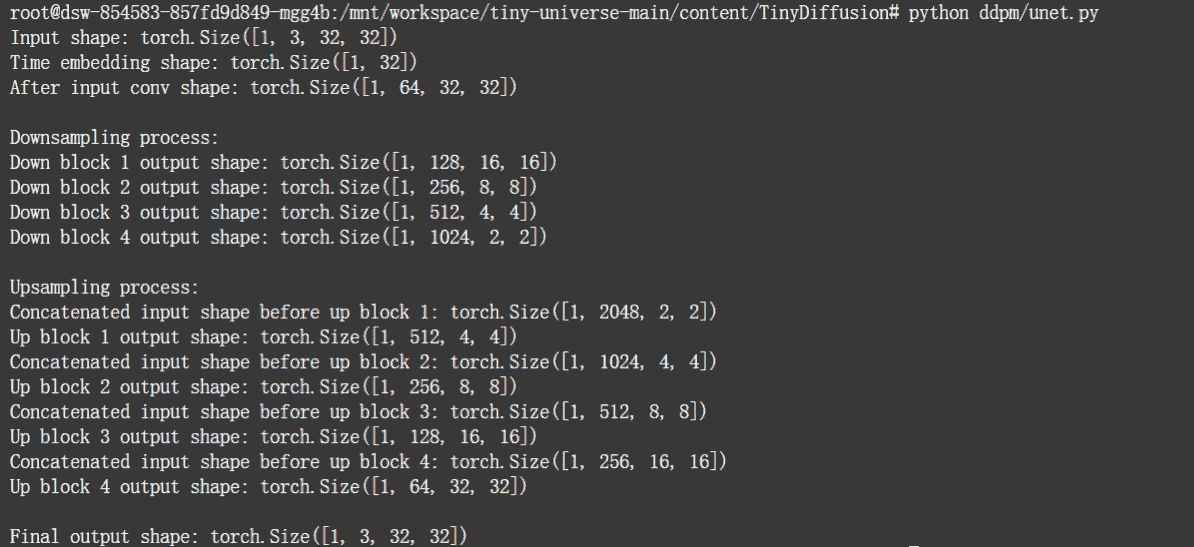 root@dsw-854583-857fd9d849-mgg4b:/mnt/workspace/tiny-universe-main/content/TinyDiffusion# python ddpm/unet.py
Input shape: torch.Size([1, 3, 32, 32])
Time embedding shape: torch.Size([1, 32])
After input conv shape: torch.Size([1, 64, 32, 32])
Downsampling process:
Down block 1 output shape: torch.Size([1, 128, 16, 16])
Down block 2 output shape: torch.Size([1, 256, 8, 8])
Down block 3 output shape: torch.Size([1, 512, 4, 4])
Down block 4 output shape: torch.Size([1, 1024, 2, 2])
Upsampling process:
Concatenated input shape before up block 1: torch.Size([1, 2048, 2, 2])
Up block 1 output shape: torch.Size([1, 512, 4, 4])
Concatenated input shape before up block 2: torch.Size([1, 1024, 4, 4])
Up block 2 output shape: torch.Size([1, 256, 8, 8])
Concatenated input shape before up block 3: torch.Size([1, 512, 8, 8])
Up block 3 output shape: torch.Size([1, 128, 16, 16])
Concatenated input shape before up block 4: torch.Size([1, 256, 16, 16])
Up block 4 output shape: torch.Size([1, 64, 32, 32])
Final output shape: torch.Size([1, 3, 32, 32])